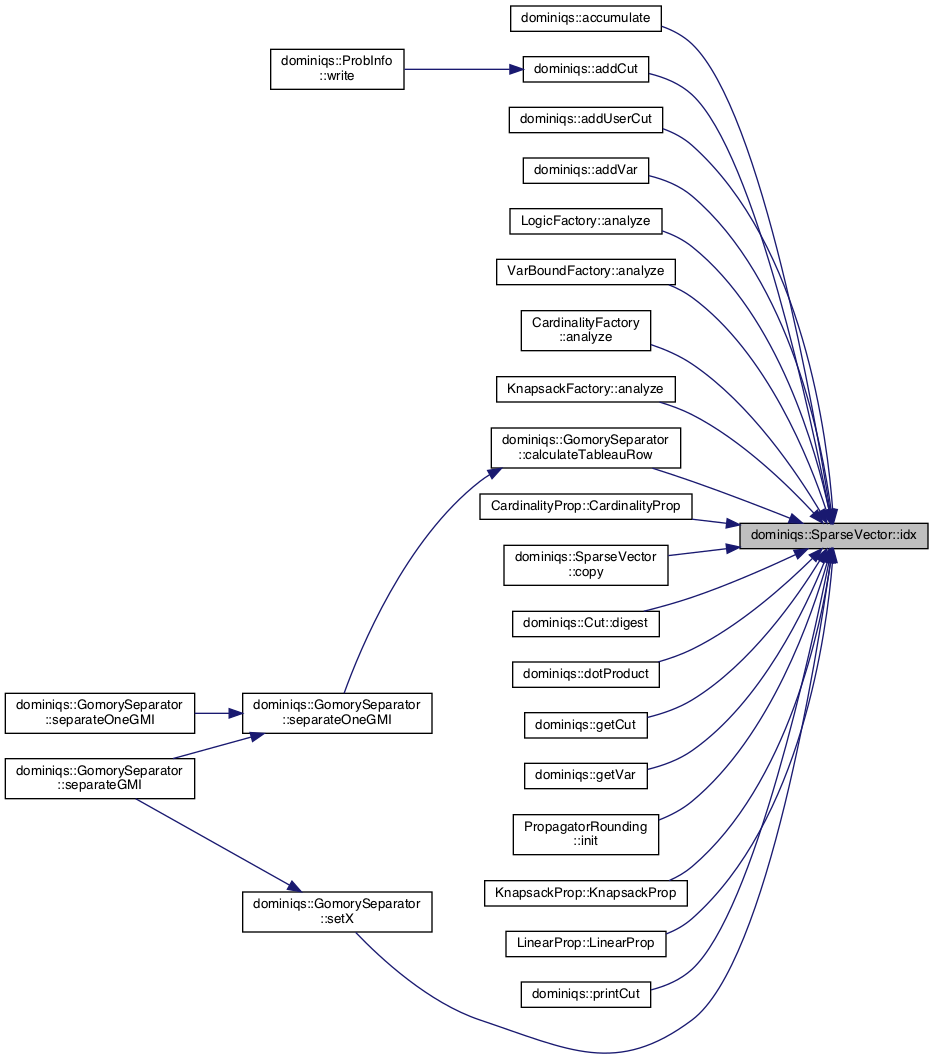 dominiqs::accumulate
dominiqs::ProbInfo
::write
dominiqs::addCut
dominiqs::addUserCut
dominiqs::addVar
LogicFactory::analyze
VarBoundFactory::analyze
CardinalityFactory
::analyze
KnapsackFactory::analyze
dominiqs::GomorySeparator
::calculateTableauRow
CardinalityProp::CardinalityProp
dominiqs::SparseVector::idx
dominiqs::SparseVector
::copy
dominiqs::Cut::digest
dominiqs::dotProduct
dominiqs::GomorySeparator
::separateOneGMI
dominiqs::GomorySeparator
::separateOneGMI
dominiqs::getCut
dominiqs::GomorySeparator
::separateGMI
dominiqs::getVar
PropagatorRounding
::init
KnapsackProp::KnapsackProp
dominiqs::GomorySeparator
::setX
LinearProp::LinearProp
dominiqs::printCut